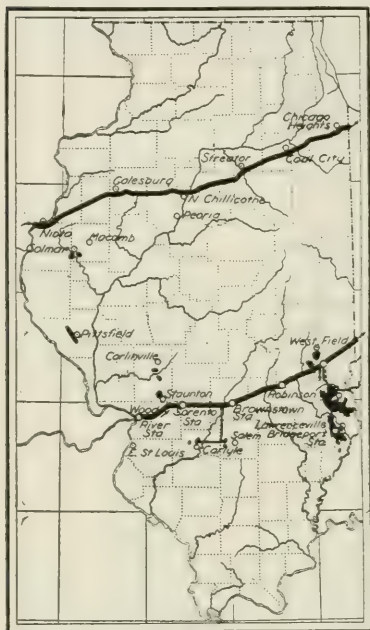 Chicago
Heights
Coal City
Streator
Galesburg
N Chillicothe
Peoria
Niota
Macomb
Colmar
Pittsfield
West Field
Carlinville
Staunton
Robinson
Wood
River
Sta
Sorento
Sta
Brownstown
Sta
Lawrenceville
Bridgeport
Sta
Salem
Carlyle
E. St Louis